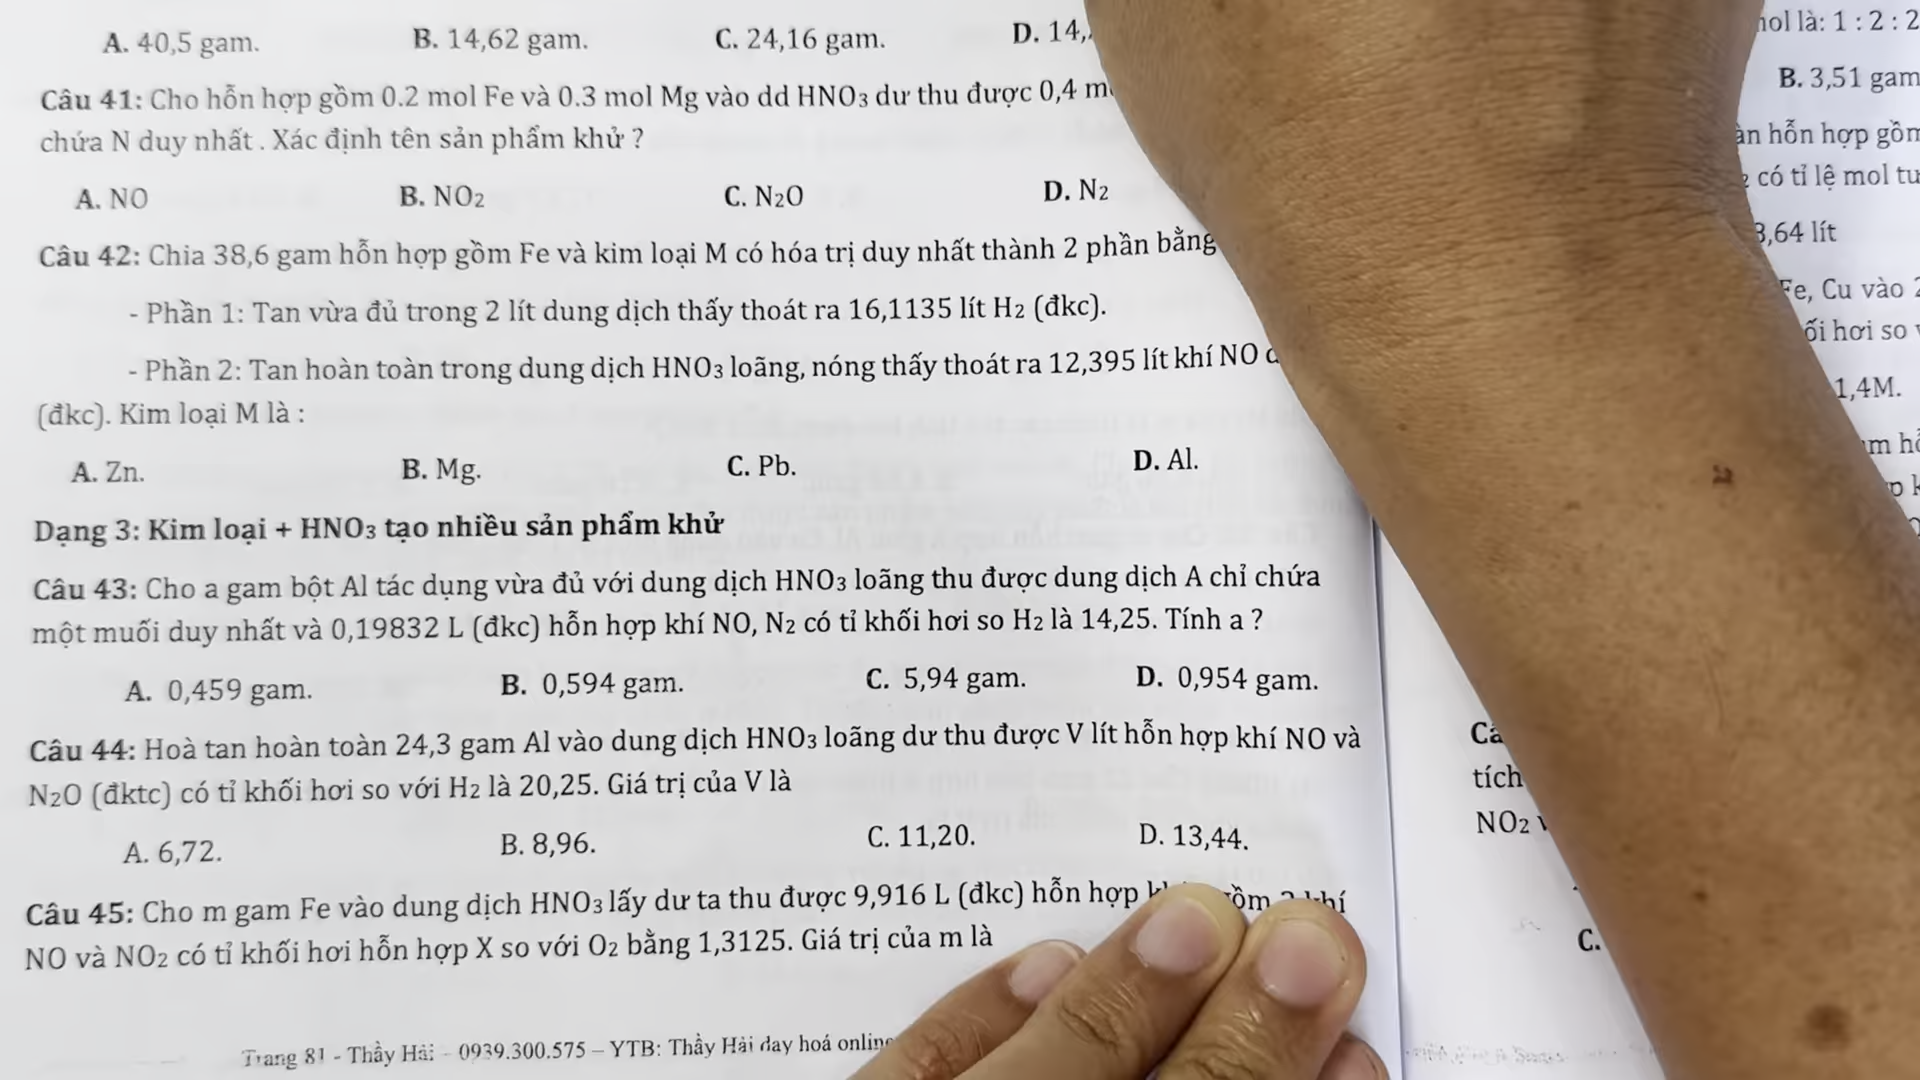 A. 40,5 gam. B. 14,62 gam. C. 24,16 gam. D. 14,
Câu 41: Cho hỗn hợp gồm 0.2 mol Fe và 0.3 mol Mg vào dd HNO3 dư thu được 0,4
chứa N duy nhất . Xác định tên sản phẩm khử ?
A. NO B. NO2 C. N2O D. N2
Câu 42: Chia 38,6 gam hỗn hợp gồm Fe và kim loại M có hóa trị duy nhất thành 2 phần bằng
- Phần 1: Tan vừa đủ trong 2 lít dung dịch thấy thoát ra 16,1135 lít H2 (đkc).
- Phần 2: Tan hoàn toàn trong dung dịch HNO3 loãng, nóng thấy thoát ra 12,395 lít khí NO
(đkc). Kim loại M là :
A. Zn. B. Mg. C. Pb. D. Al.
Dạng 3: Kim loại + HNO3 tạo nhiều sản phẩm khử
Câu 43: Cho a gam bột Al tác dụng vừa đủ với dung dịch HNO3 loãng thu được dung dịch A chỉ chứa
một muối duy nhất và 0,19832 L (đkc) hỗn hợp khí NO, N2 có tỉ khối hơi so H2 là 14,25. Tính a ?
A. 0,459 gam. B. 0,594 gam. C. 5,94 gam. D. 0,954 gam.
Câu 44: Hoà tan hoàn toàn 24,3 gam Al vào dung dịch HNO3 loãng dư thu được V lít hỗn hợp khí NO và
N2O (đktc) có tỉ khối hơi so với H2 là 20,25. Giá trị của V là
A. 6,72. B. 8,96. C. 11,20. D. 13,44.
Câu 45: Cho m gam Fe vào dung dịch HNO3 lấy dư ta thu được 9,916 L (đkc) hỗn hợp
NO và NO2 có tỉ khối hơi hỗn hợp X so với O2 bằng 1,3125. Giá trị của m là
Trang 81 - Thầy Hải - 0939.300.575 – YTB: Thầy Hải dạy hoá online
là: 1 : 2 : 2
B. 3,51 gam
hỗn hợp gồm
có tỉ lệ mol
3,64 lít
Fe, Cu vào
hơi so
1,4M.
tích
NO2
C.